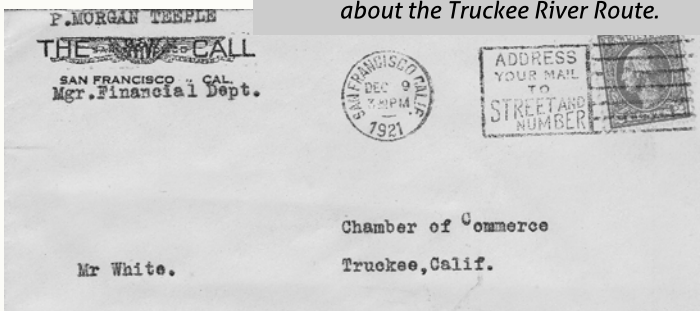 about the Truckee River Route.
P.MORGAN TEEPLE
THE CALL
SAN FRANCISCO CAL.
Mgr.Financial Dept.
SAN FRANCISCO CALIF.
DEC 9
PM
1921
ADDRESS
YOUR MAIL
TO
STREET AND
NUMBER
Chamber of Commerce
Mr White.
Truckee,Calif.